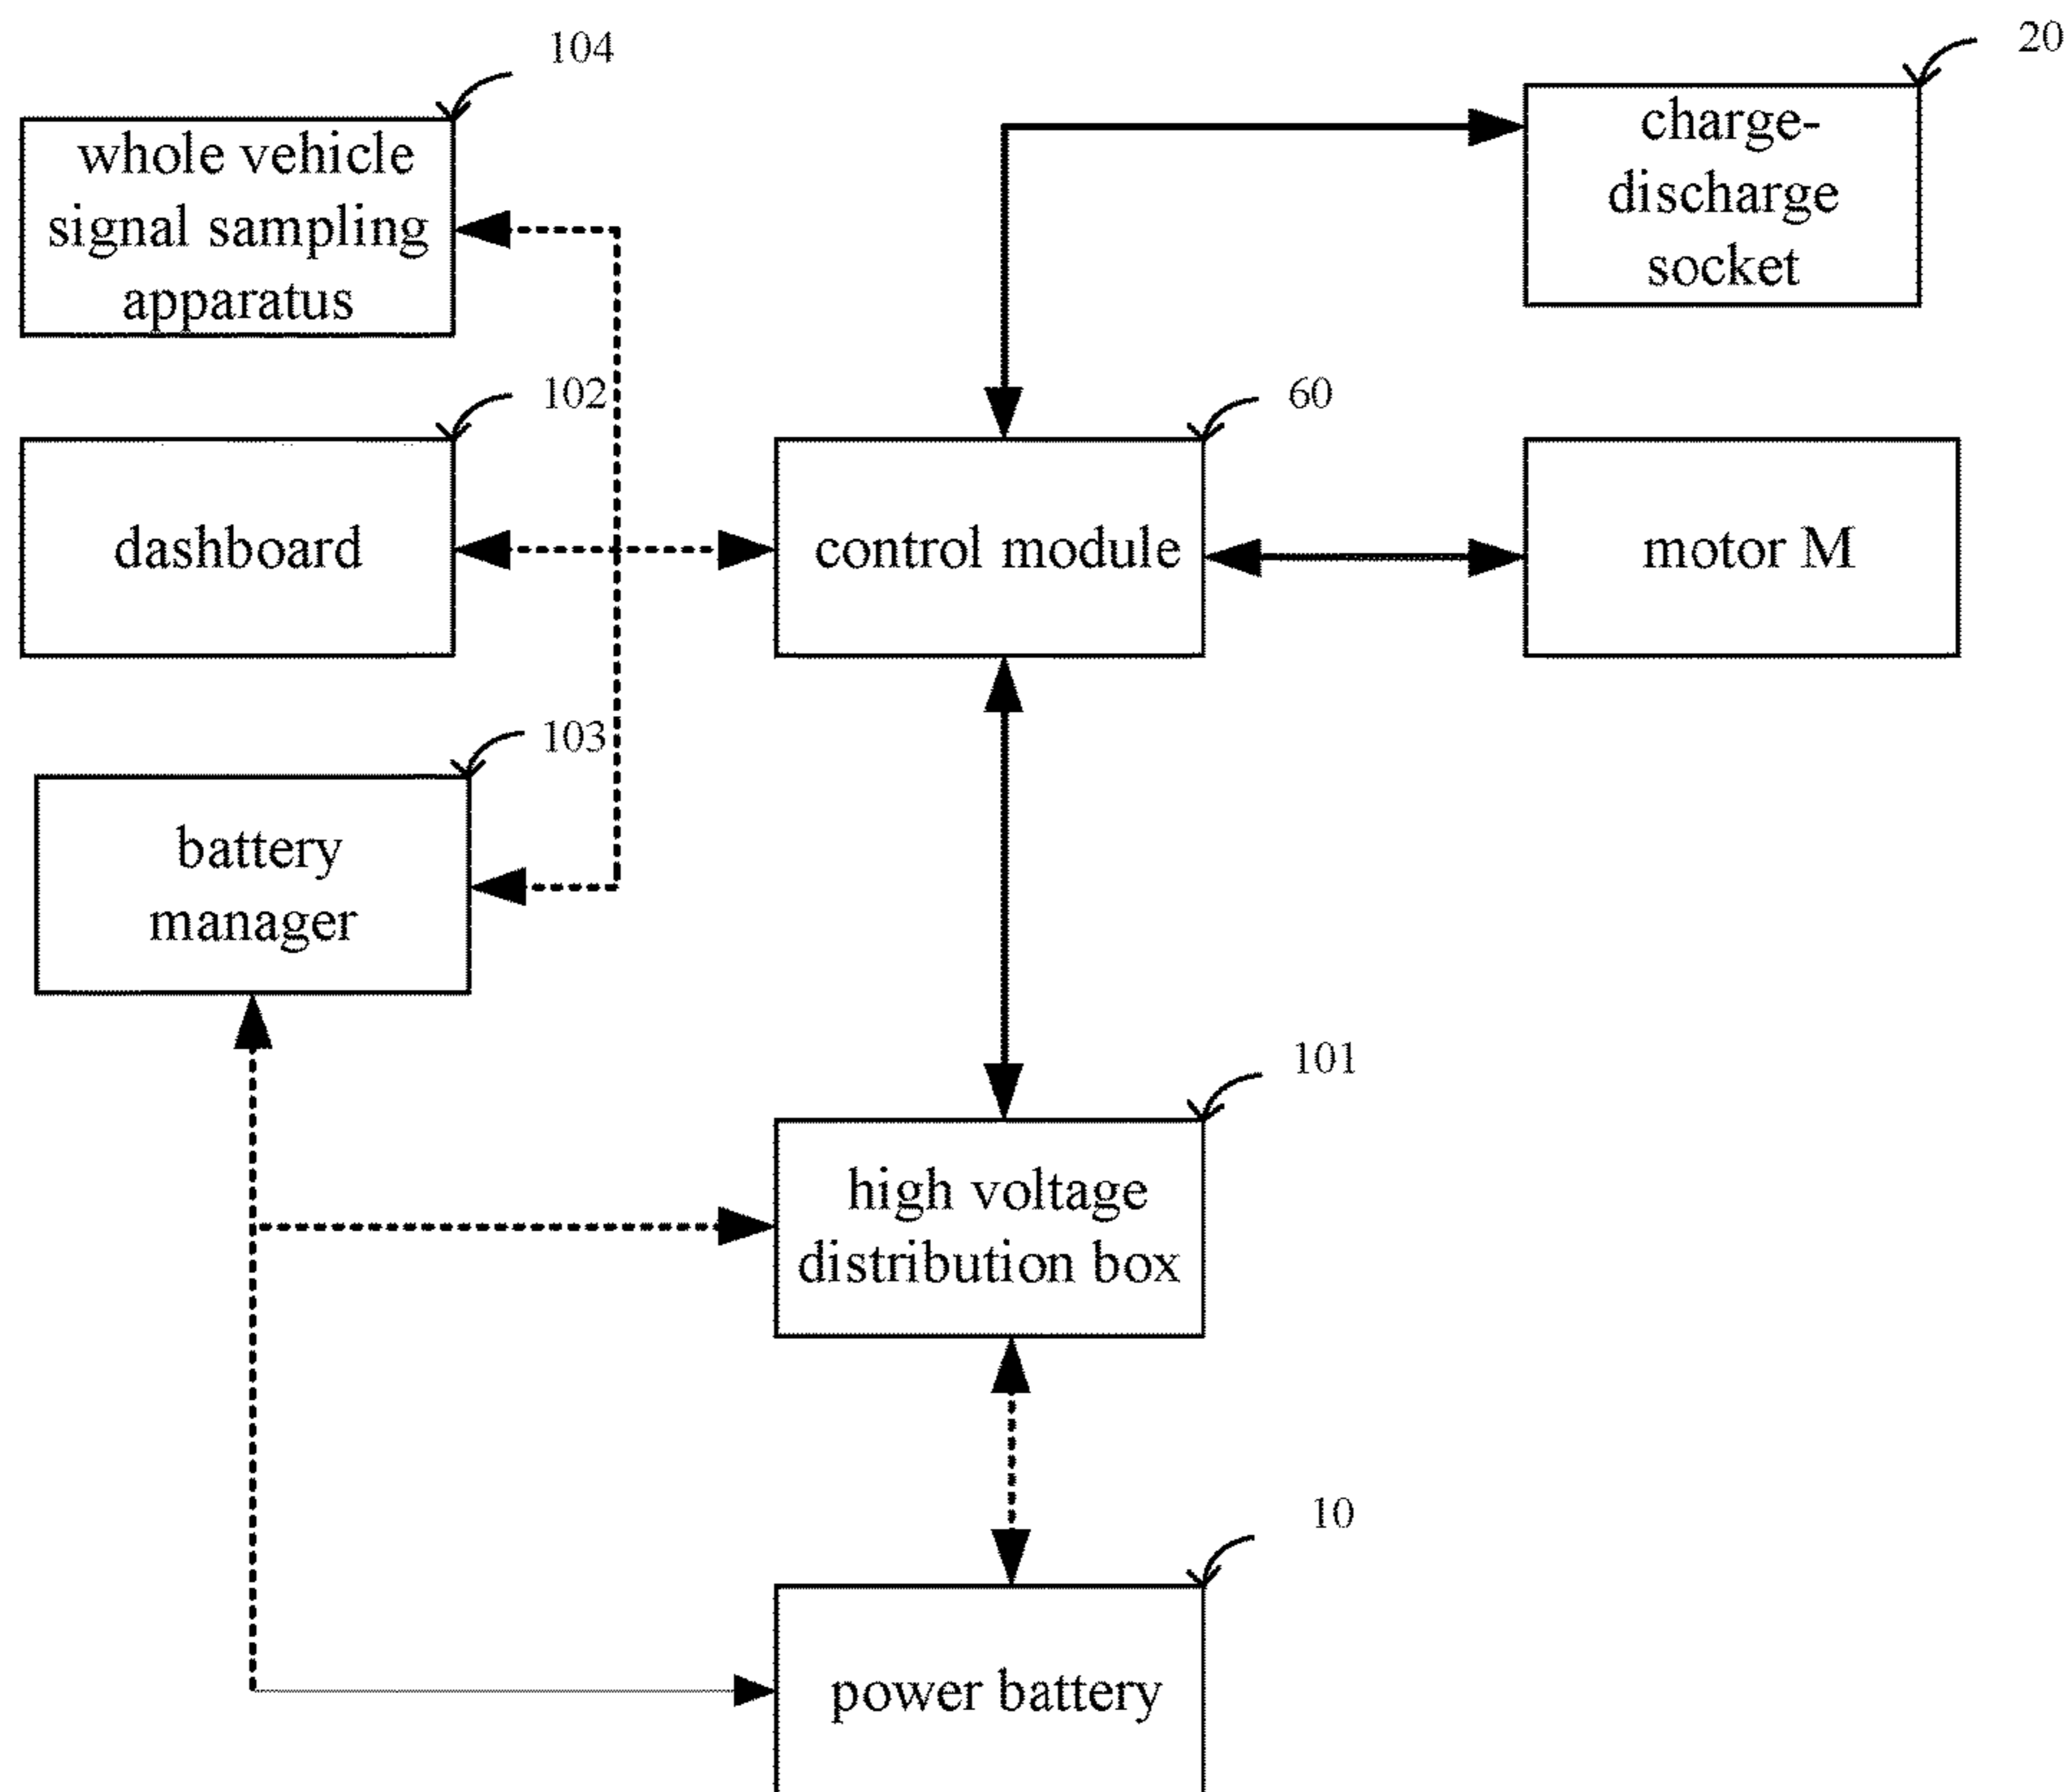 104
20
whole vehicle
signal sampling
apparatus
charge-
discharge
socket
102
60
dashboard
control module
motor M
103
battery
manager
101
high voltage
distribution box
10
power battery